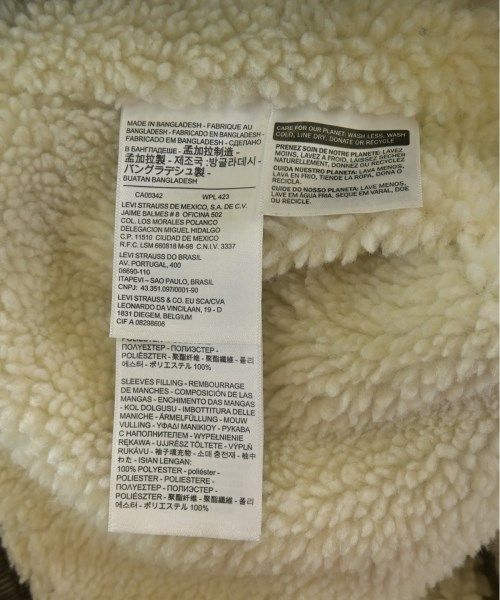 MADE IN BANGLADESH - FABRIQUE AU
BANGLADESH - FABRICADO EN BANGLADESH -
FABRICADO EM BANGLADESH - СДЕЛАНО
В БАНГЛАДЕШЕ - 孟加拉制造 -
孟加拉製 - 제조국 :방글라데시 -
バングラデシュ製 -
BUATAN BANGLADESH
CA00342 WPL 423
LEVI STRAUSS DE MEXICO, S.A. DE C.V.
JAIME BALMES # 8 OFICINA 502
COL. LOS MORALES POLANCO
DELEGACION MIGUEL HIDALGO
C.P. 11510 CIUDAD DE MEXICO
R.F.C. LSM 660818 M-98 C.N.I.V. 3337
LEVI STRAUSS DO BRASIL
AV. PORTUGAL, 400
06690-110
ITAPEVI – SAO PAULO, BRASIL
CNPJ: 43.351.097/0001-90
LEVI STRAUSS & CO. EU SCA/CVA
LEONARDO DA VINCILAAN, 19 - D
1831 DIEGEM, BELGIUM
CIF A 08298608
CARE FOR OUR PLANET: WASH LESS, WASH
COLD, LINE DRY, DONATE OR RECYCLE
PRENEZ SOIN DE NOTRE PLANETE: LAVEZ
MOINS, LAVEZ A FROID, LAISSEZ SÉCHER
NATURELLEMENT, DONNEZ OU RECYCLEZ
CUIDA NUESTRO PLANETA: LAVA MENOS,
LAVA EN FRIO, TIENDE LA ROPA, DONA O
RECICLA.
CUIDE DO NOSSO PLANETA: LAVE MENOS,
LAVE EM ÁGUA FRIA, SEQUE EM VARAL, DOE
OU RECICLE.
ПОЛУЕСТЕР - ПОЛИЭСТЕР -
POLIÉSZTER - 聚酯纤维 - 聚酯纖維 - 폴리
에스터 - ポリエステル 100%
SLEEVES FILLING - REMBOURRAGE
DE MANCHES - COMPOSICIÓN DE LAS
MANGAS - ENCHIMENTO DAS MANGAS
- KOL DOLGUSU - IMBOTTITURA DELLE
MANICHE - ÄRMELFÜLLUNG - MOUW
VULLING - ΥΦΑΔΙ ΜΑΝΙΚΙΟΥ - РУКАВА
С НАПОЛНИТЕЛЕМ - WYPEŁNIENIE
RĘKAWA - UJRÉSZ TÖLTETE - VÝPLŇ
RUKÁVU - 袖子填充物 - 소매 충전재 - 袖中
わた - ISIAN LENGAN:
100% POLYESTER - poliéster -
POLIESTER - POLIESTERE -
ПОЛУЕСТЕР - ПОЛИЭСТЕР -
POLIÉSZTER - 聚酯纤维 - 聚酯纖維 - 폴리
에스터 - ポリエステル 100%